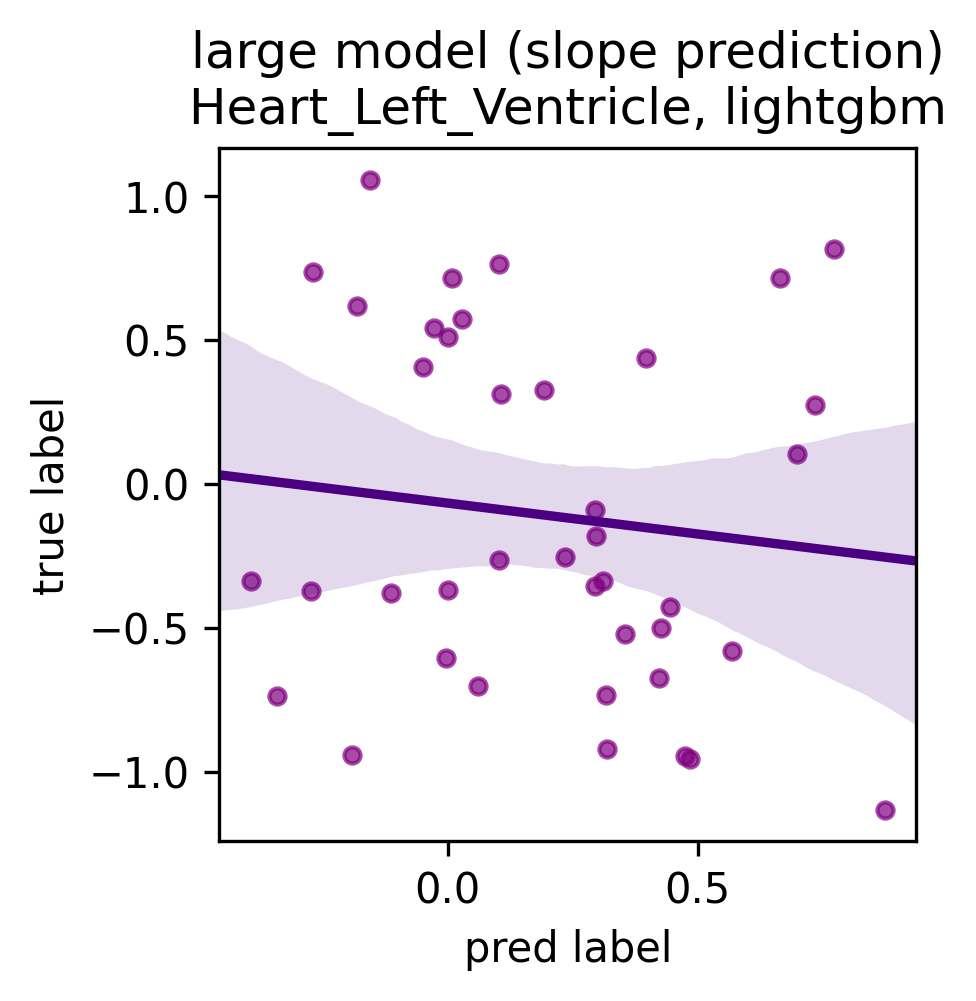 large model (slope prediction)
Heart_Left_Ventricle, lightgbm
1.0
0.5
0.0
−0.5
−1.0
true label
0.0
0.5
pred label